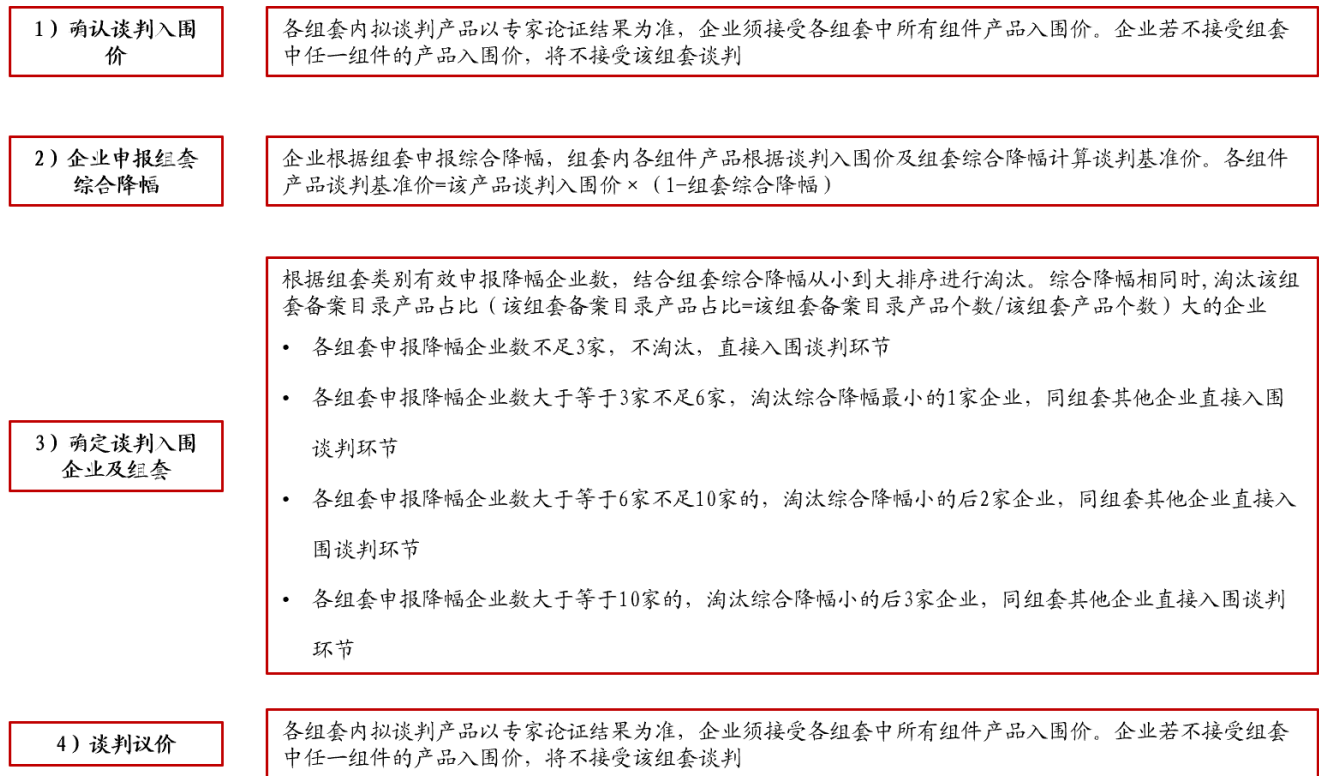 1）确认谈判入围
价
各组套内拟谈判产品以专家论证结果为准，企业须接受各组套中所有组件产品入围价。企业若不接受组套
中任一组件的产品入围价，将不接受该组套谈判
2）企业申报组套
综合降幅
企业根据组套申报综合降幅，组套内各组件产品根据谈判入围价及组套综合降幅计算谈判基准价。各组件
产品谈判基准价=该产品谈判入围价×（1-组套综合降幅）
3）确定谈判入围
企业及组套
根据组套类别有效申报降幅企业数，结合组套综合降幅从小到大排序进行淘汰。综合降幅相同时,淘汰该组
套备案目录产品占比（该组套备案目录产品占比=该组套备案目录产品个数/该组套产品个数）大的企业
• 各组套申报降幅企业数不足3家，不淘汰，直接入围谈判环节
• 各组套申报降幅企业数大于等于3家不足6家，淘汰综合降幅最小的1家企业，同组套其他企业直接入围
谈判环节
• 各组套申报降幅企业数大于等于6家不足10家的，淘汰综合降幅小的后2家企业，同组套其他企业直接入
围谈判环节
• 各组套申报降幅企业数大于等于10家的，淘汰综合降幅小的后3家企业，同组套其他企业直接入围谈判
环节
4）谈判议价
各组套内拟谈判产品以专家论证结果为准，企业须接受各组套中所有组件产品入围价。企业若不接受组套
中任一组件的产品入围价，将不接受该组套谈判